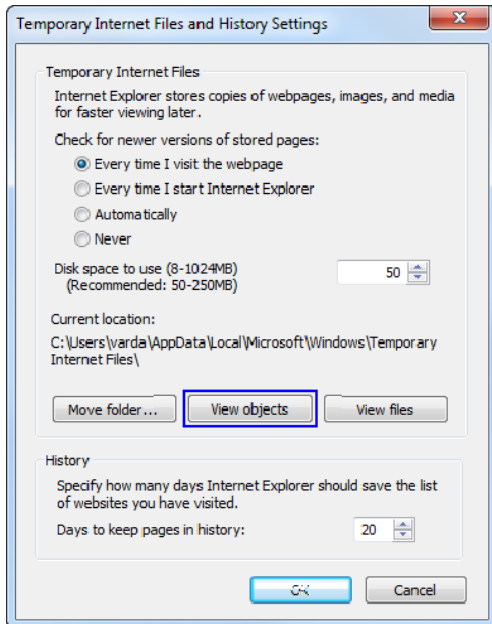 Temporary Internet Files and History Settings
Temporary Internet Files
Internet Explorer stores copies of webpages, images, and media
for faster viewing later.
Check for newer versions of stored pages:
Every time I visit the webpage
Every time I start Internet Explorer
Automatically
Never
Disk space to use (8-1024MB) 50
(Recommended: 50-250MB)
Current location:
C:\Users\varda\AppData\Local\Microsoft\Windows\Temporary
Internet Files\
Move folder... View objects View files
History
Specify how many days Internet Explorer should save the list
of websites you have visited.
Days to keep pages in history: 20
OK Cancel